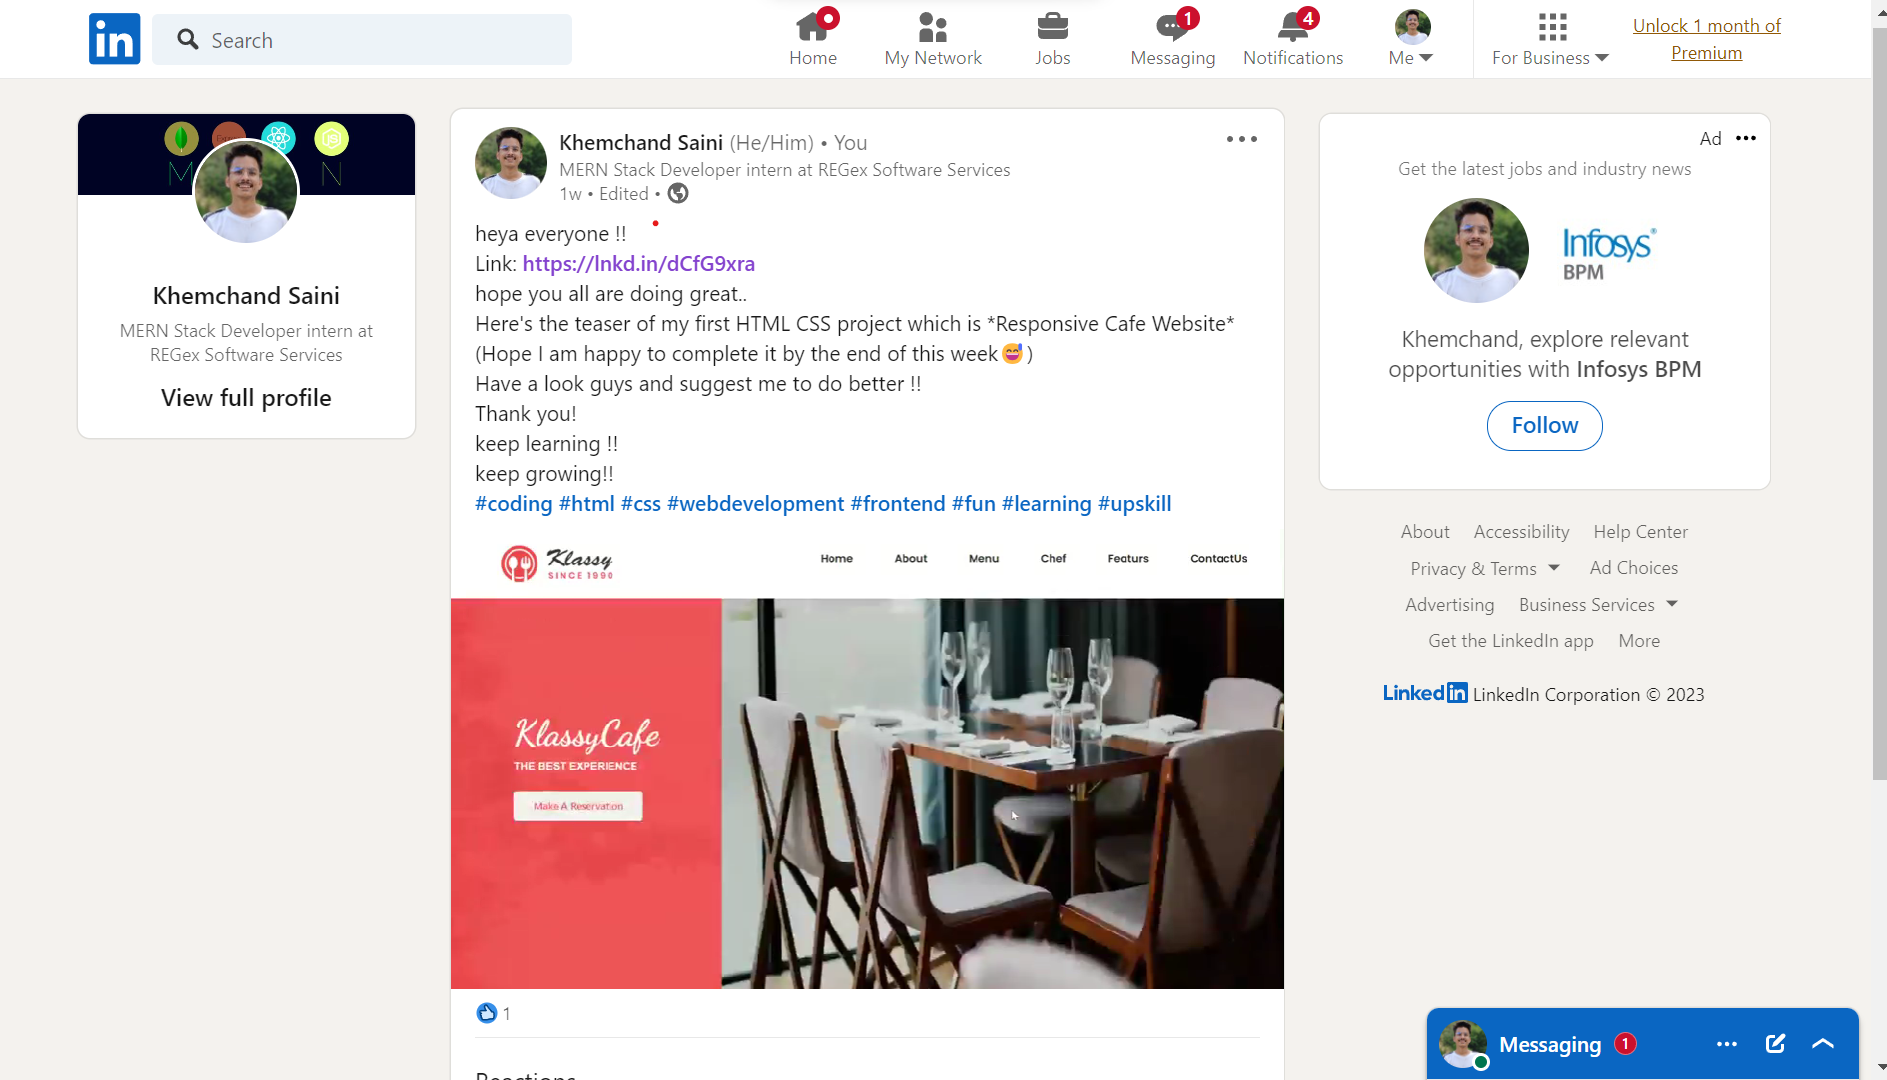 in
Search
Home
My Network
Jobs
1
Messaging
4
Notifications
Me
For Business
Unlock 1 month of
Premium
M
N
Khemchand Saini
MERN Stack Developer intern at
REGex Software Services
View full profile
Khemchand Saini (He/Him) • You
MERN Stack Developer intern at REGex Software Services
1w • Edited •
heya everyone !!
Link: https://lnkd.in/dCfG9xra
hope you all are doing great..
Here's the teaser of my first HTML CSS project which is *Responsive Cafe Website*
(Hope I am happy to complete it by the end of this week😅)
Have a look guys and suggest me to do better !!
Thank you!
keep learning !!
keep growing!!
#coding #html #css #webdevelopment #frontend #fun #learning #upskill
Klassy
SINCE 1990
Home About Menu Chef Featurs ContactUs
KlassyCafe
THE BEST EXPERIENCE
Make A Reservation
1
Reactions
Ad
Get the latest jobs and industry news
Infosys®
BPM
Khemchand, explore relevant
opportunities with Infosys BPM
Follow
About Accessibility Help Center
Privacy & Terms Ad Choices
Advertising Business Services
Get the LinkedIn app More
LinkedIn LinkedIn Corporation © 2023
Messaging 1